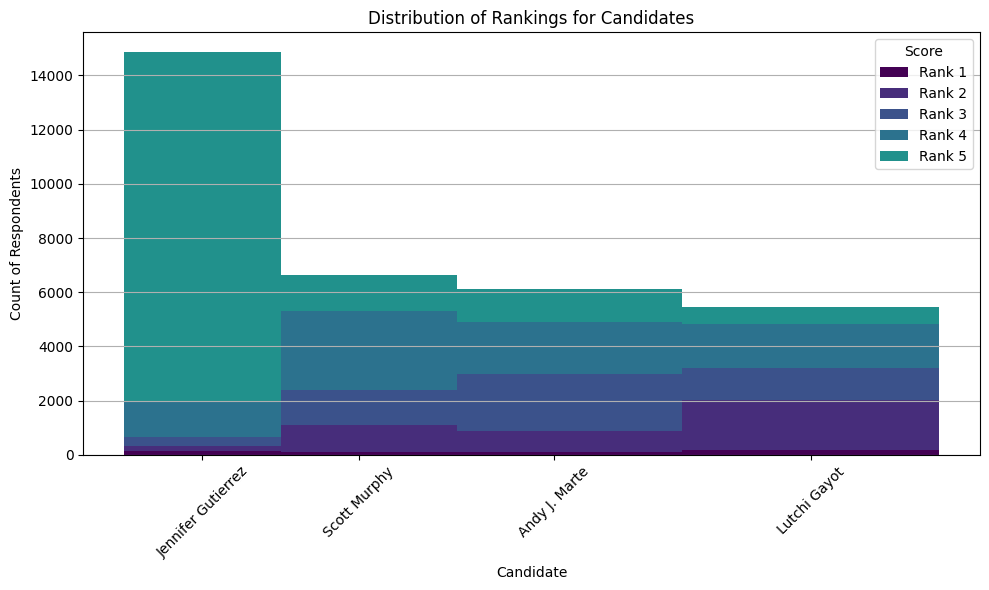 Distribution of Rankings for Candidates
Score
Rank 1
Rank 2
Rank 3
Rank 4
Rank 5
Count of Respondents
14000
12000
10000
8000
6000
4000
2000
0
Jennifer Gutierrez
Scott Murphy
Andy J. Marte
Lutchi Gayot
Candidate